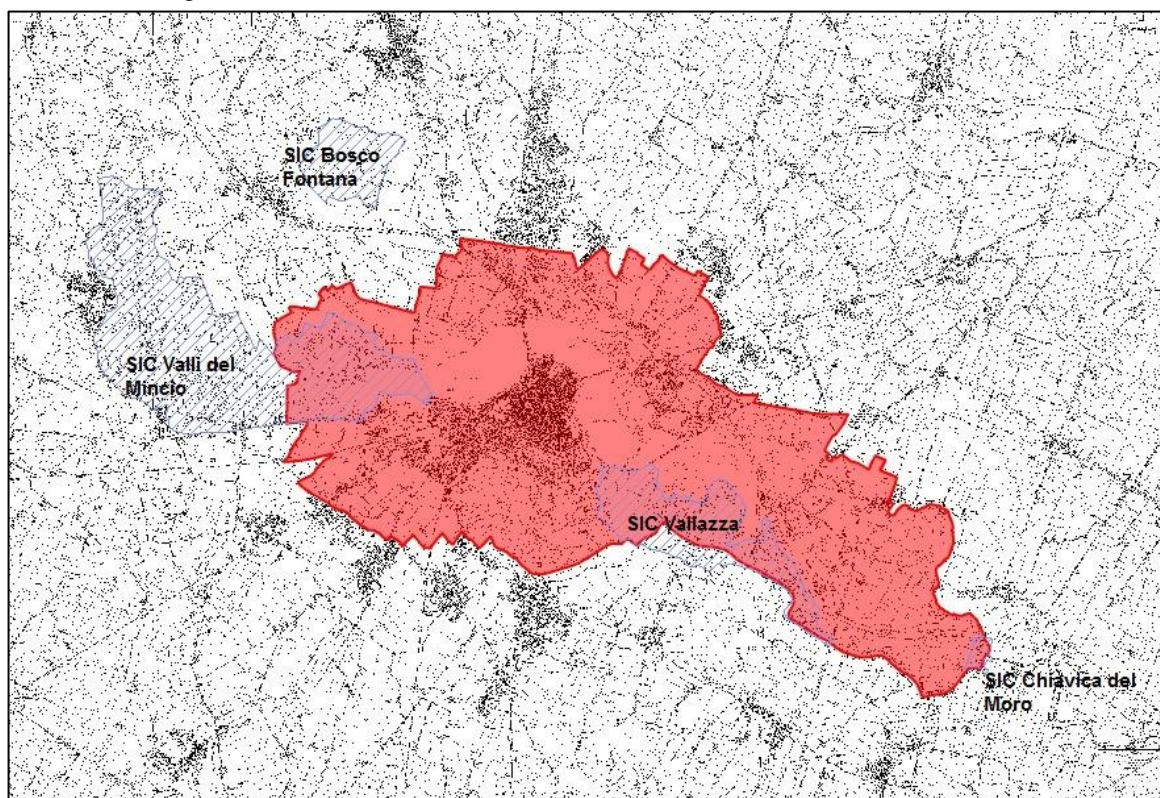 SIC Bosco
Fontana
SIC Valli del
Mincio
SIC Vallazza
SIC Chiavica del
Moro